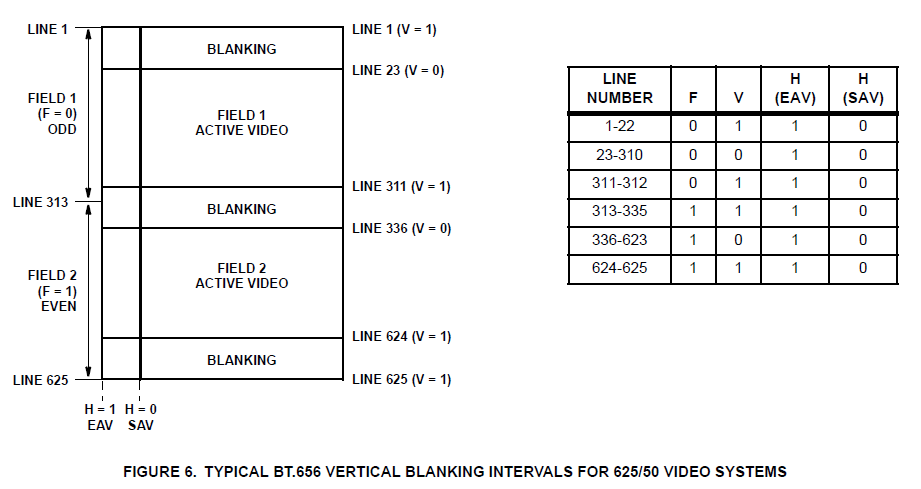 LINE 1
LINE 1 (V = 1)
BLANKING
LINE 23 (V = 0)
FIELD 1
(F = 0)
ODD
FIELD 1
ACTIVE VIDEO
LINE 311 (V = 1)
LINE 313
BLANKING
LINE 336 (V = 0)
FIELD 2
(F = 1)
EVEN
FIELD 2
ACTIVE VIDEO
LINE 624 (V = 1)
BLANKING
LINE 625
LINE 625 (V = 1)
H = 1 H = 0
EAV SAV
LINE NUMBER F V H (EAV) H (SAV)
1-22 0 1 1 0
23-310 0 0 1 0
311-312 0 1 1 0
313-335 1 1 1 0
336-623 1 0 1 0
624-625 1 1 1 0
FIGURE 6. TYPICAL BT.656 VERTICAL BLANKING INTERVALS FOR 625/50 VIDEO SYSTEMS